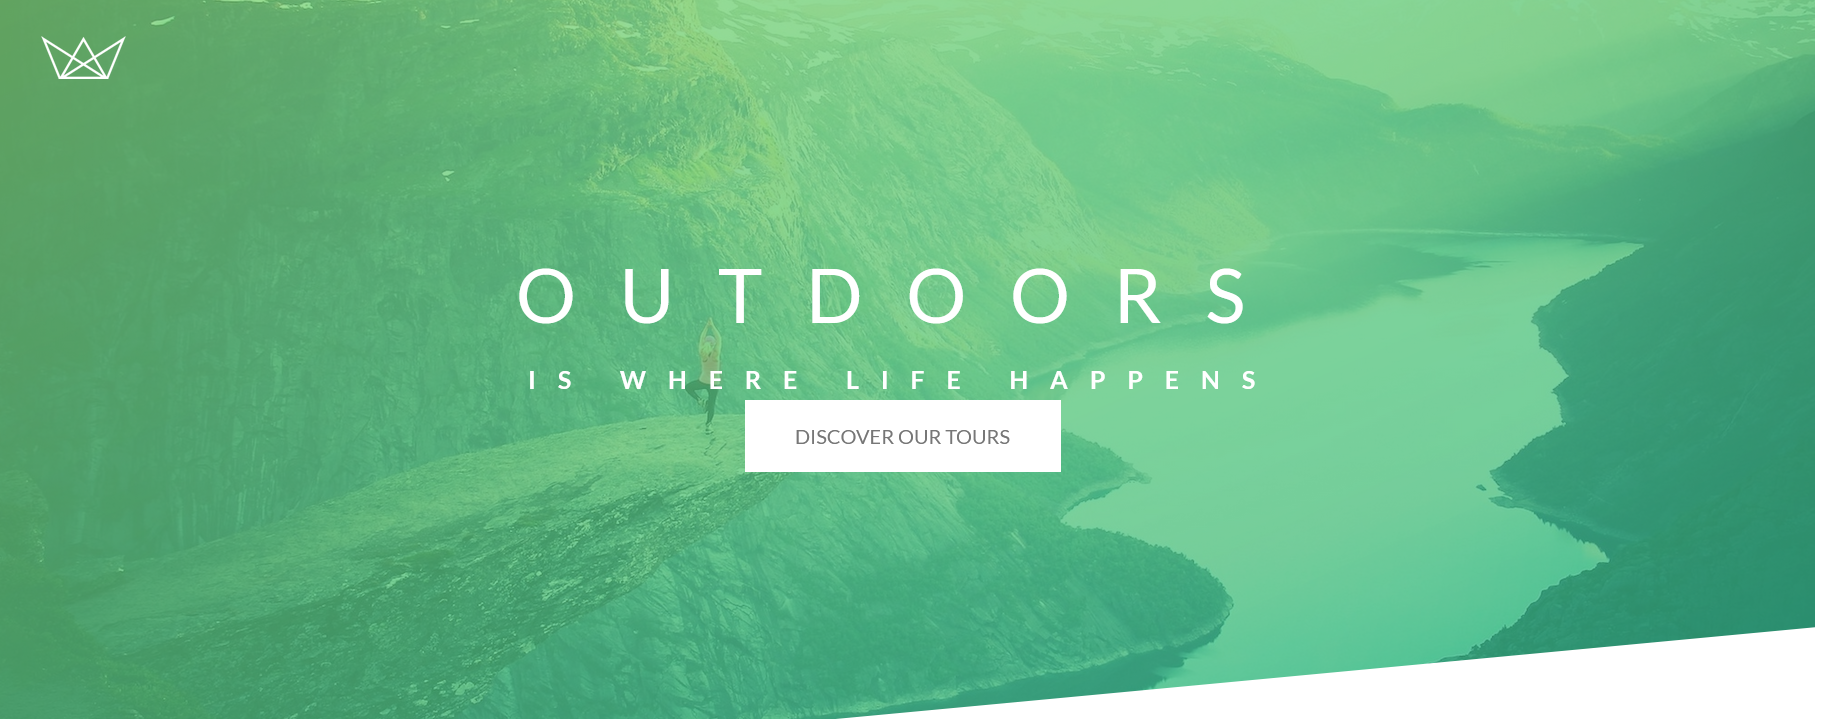 OUTDOORS
IS WHERE LIFE HAPPENS
DISCOVER OUR TOURS